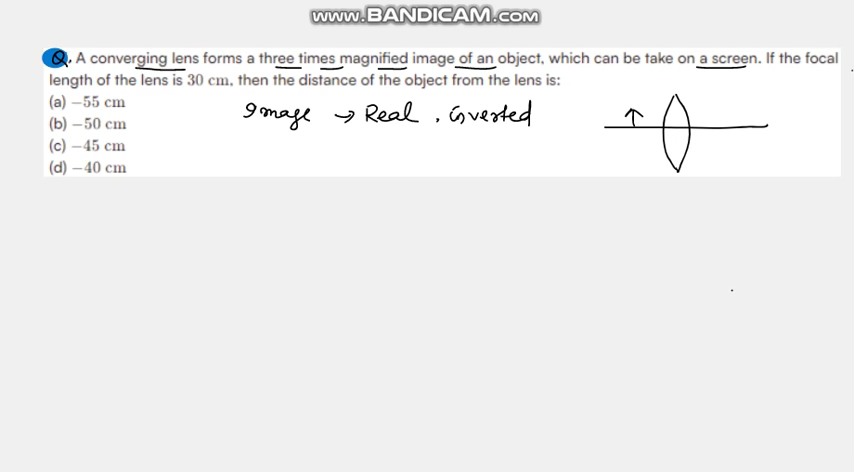 www.BANDICAM.com
Q. A converging lens forms a three times magnified image of an object, which can be take on a screen. If the focal
length of the lens is 30 cm, then the distance of the object from the lens is:
(a) −55 cm
(b) −50 cm
(c) −45 cm
(d) −40 cm
Image → Real, inverted